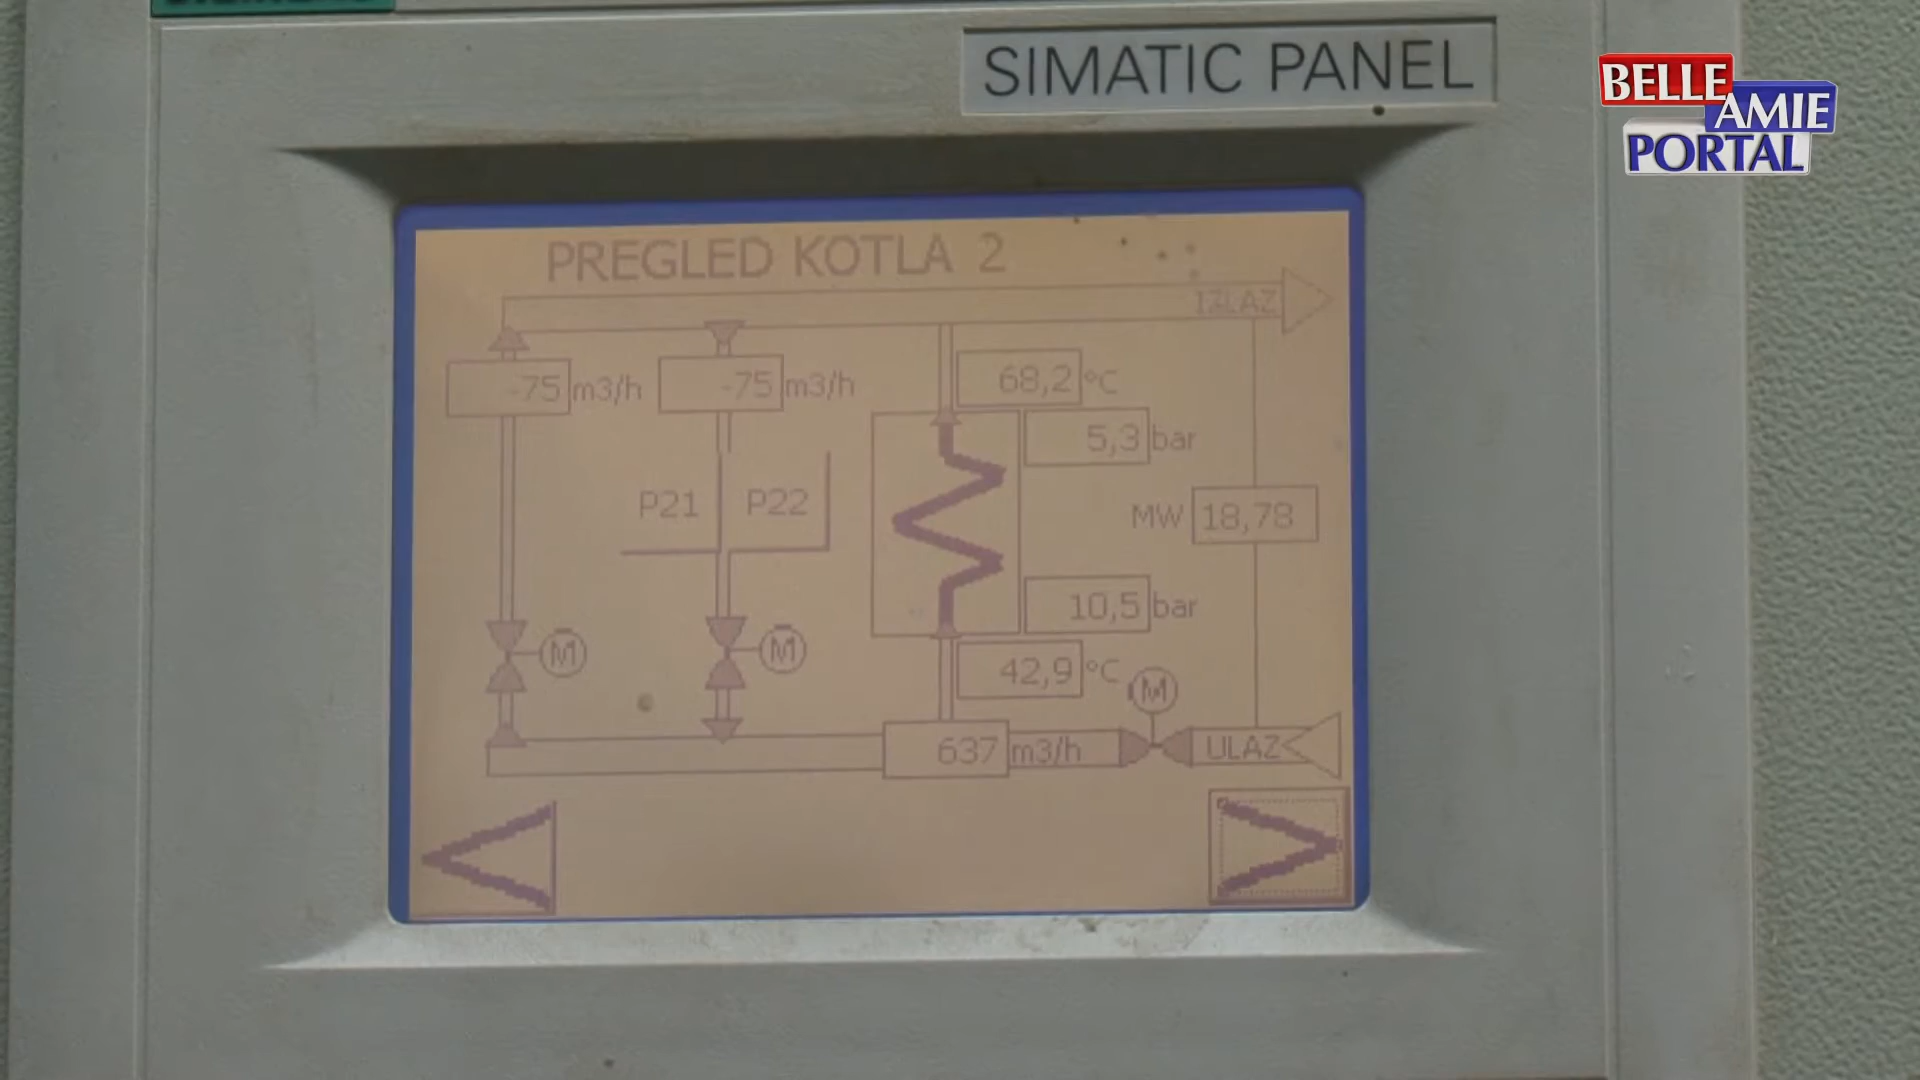 SIMATIC PANEL
BELLE
AMIE
PORTAL
PREGLED KOTLA 2
IZLAZ
-75 m3/h
-75 m3/h
68,2 °C
5,3 bar
P21
P22
MW 18,78
10,5 bar
M
M
42,9 °C
M
637 m3/h
ULAZ